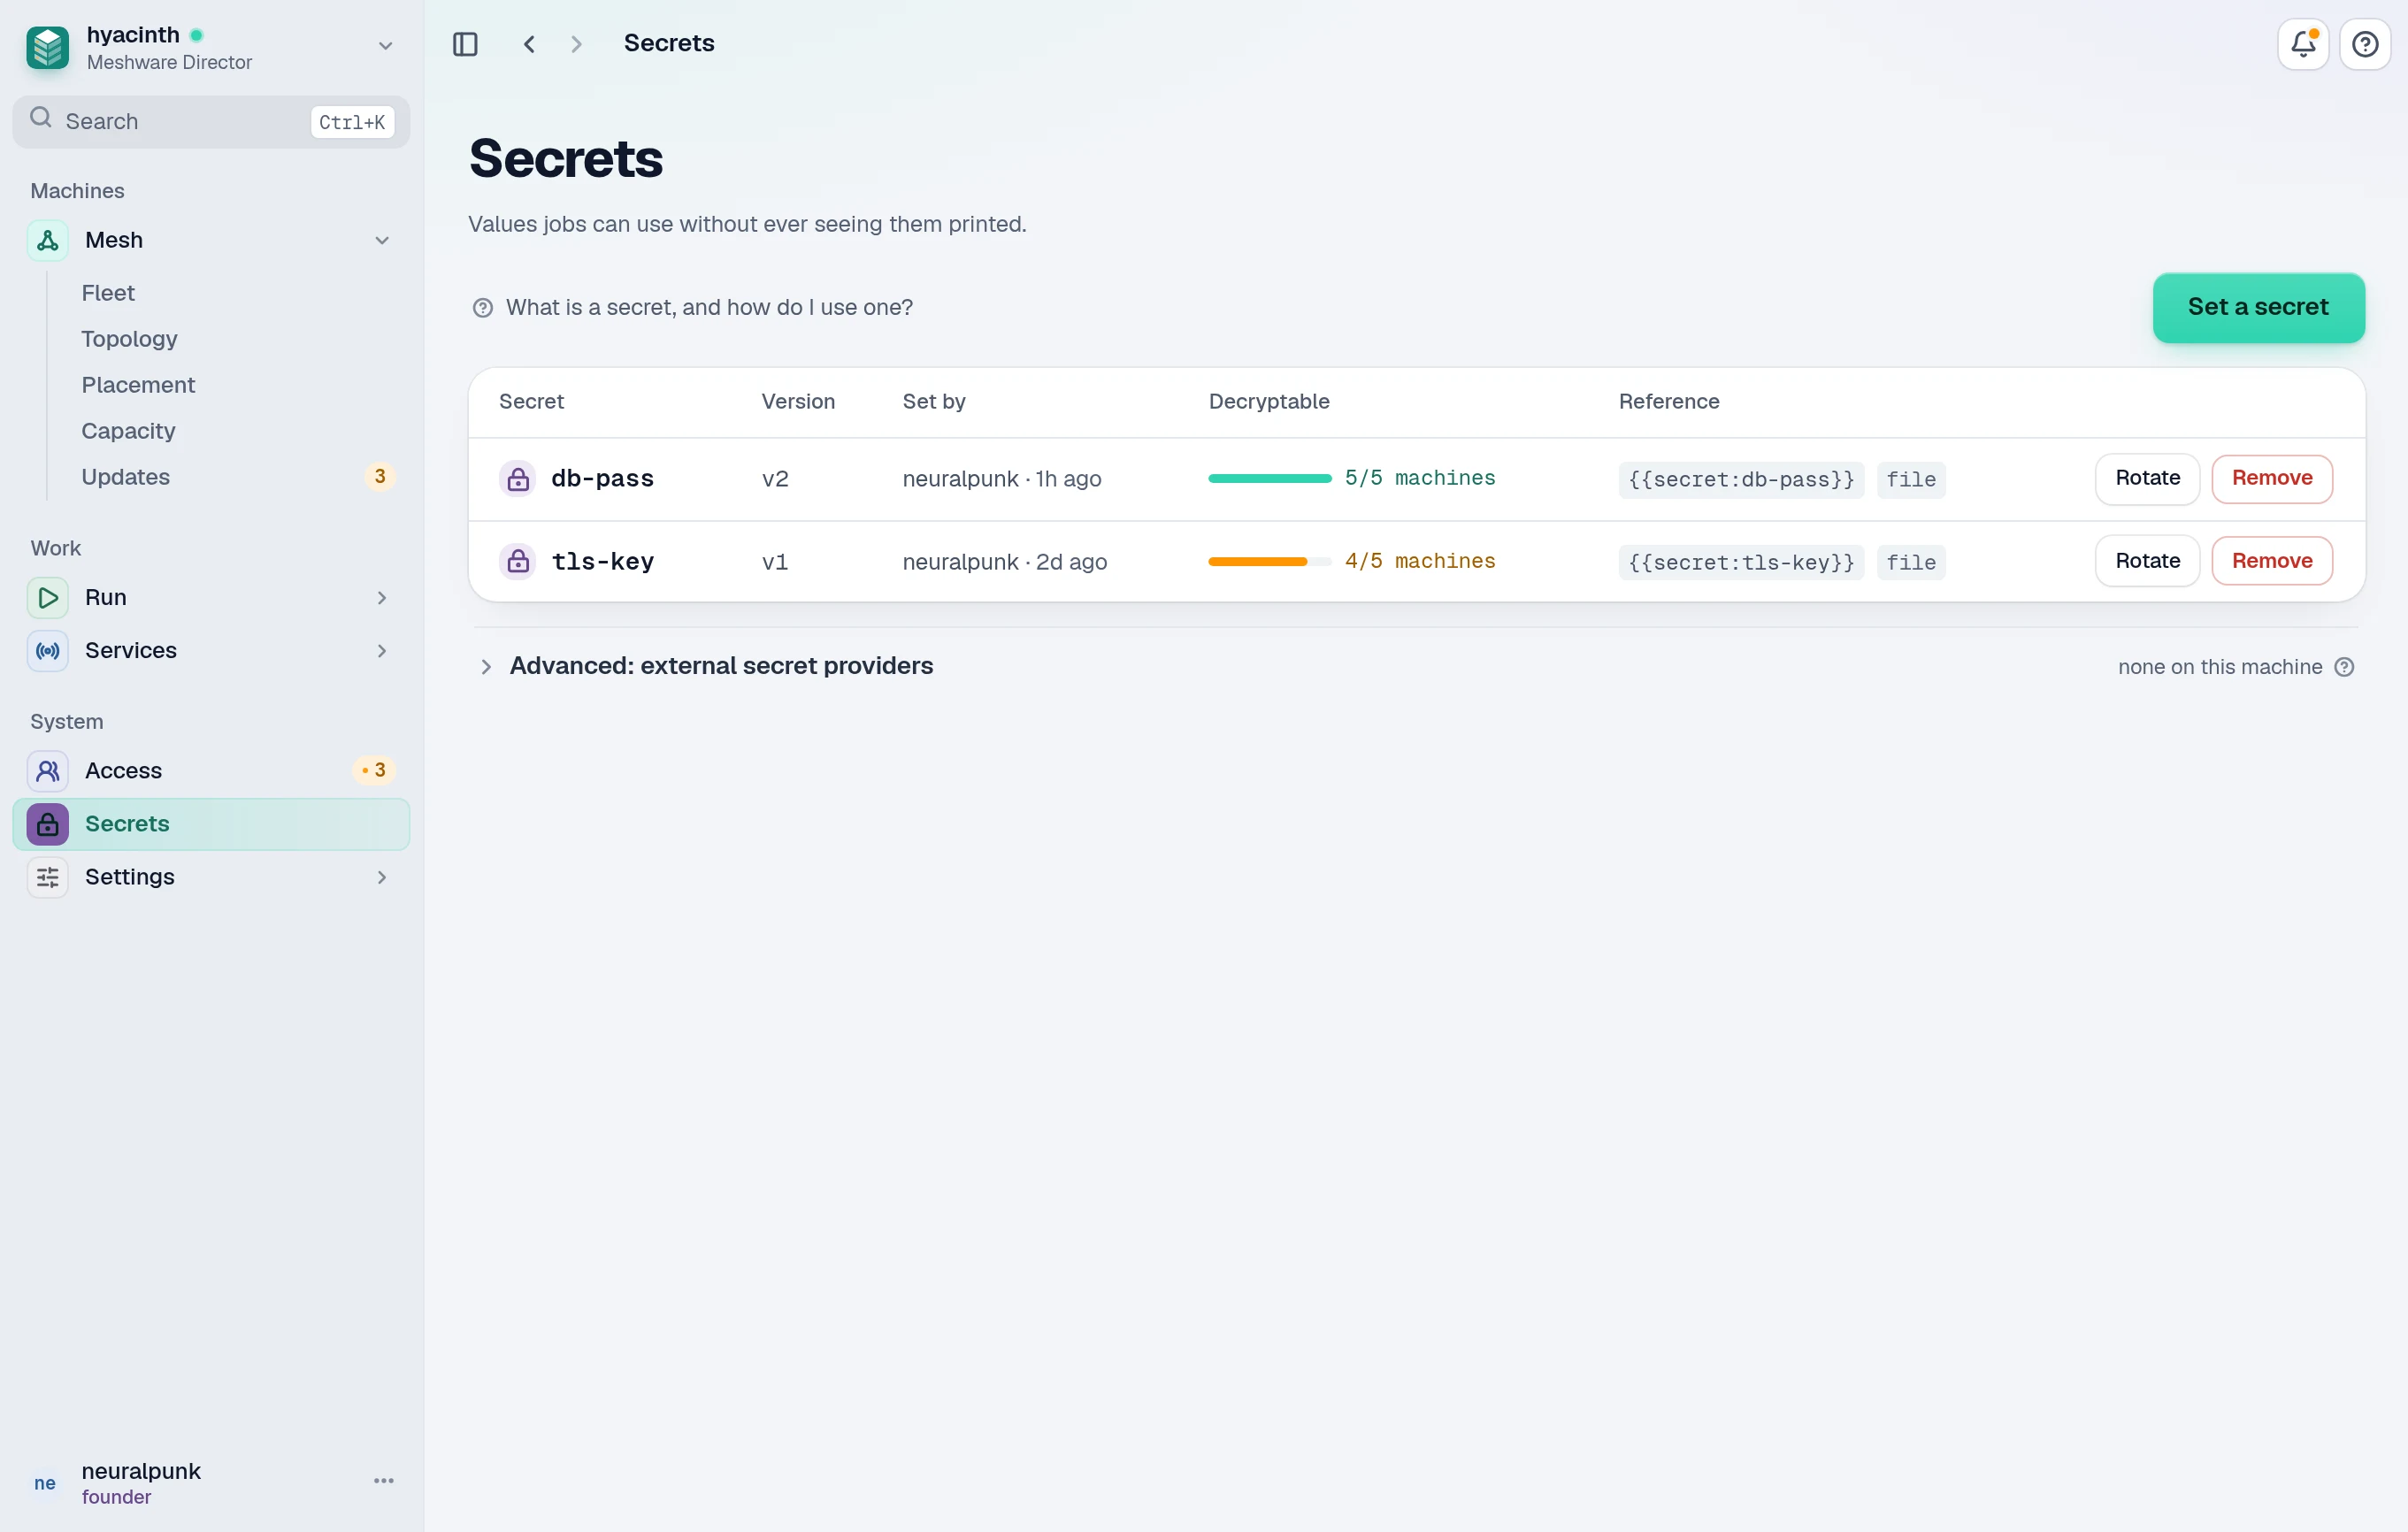 hyacinth
Meshware Director
Search Ctrl+K
Machines
Mesh
Fleet
Topology
Placement
Capacity
Updates 3
Work
Run
Services
System
Access 3
Secrets
Settings
ne
neuralpunk
founder
Secrets
Secrets
Values jobs can use without ever seeing them printed.
What is a secret, and how do I use one?
Set a secret
Secret Version Set by Decryptable Reference
db-pass v2 neuralpunk · 1h ago 5/5 machines {{secret:db-pass}} file Rotate Remove
tls-key v1 neuralpunk · 2d ago 4/5 machines {{secret:tls-key}} file Rotate Remove
Advanced: external secret providers none on this machine